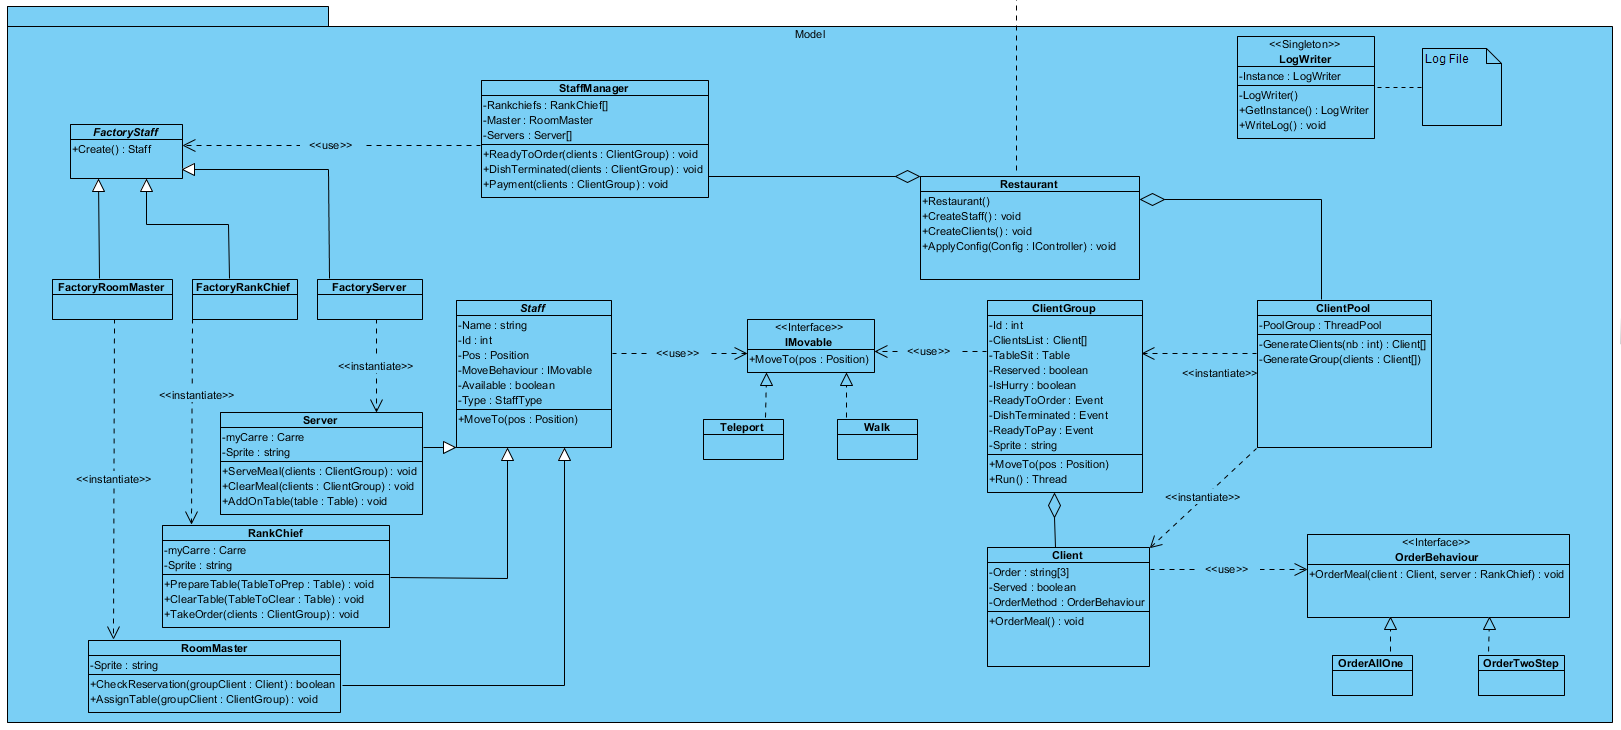 Model
<<Singleton>>
LogWriter
-Instance : LogWriter
-LogWriter()
+GetInstance() : LogWriter
+WriteLog() : void
Log File
StaffManager
-Rankchiefs : RankChief[]
-Master : RoomMaster
-Servers : Server[]
+ReadyToOrder(clients : ClientGroup) : void
+DishTerminated(clients : ClientGroup) : void
+Payment(clients : ClientGroup) : void
FactoryStaff
+Create() : Staff
<<use>>
Restaurant
+Restaurant()
+CreateStaff() : void
+CreateClients() : void
+ApplyConfig(Config : IController) : void
FactoryRoomMaster
FactoryRankChief
FactoryServer
Staff
-Name : string
-Id : int
-Pos : Position
-MoveBehaviour : IMovable
-Available : boolean
-Type : StaffType
+MoveTo(pos : Position)
<<use>>
<<Interface>>
IMovable
+MoveTo(pos : Position)
<<use>>
Teleport
Walk
ClientGroup
-Id : int
-ClientsList : Client[]
-TableSit : Table
-Reserved : boolean
-IsHurry : boolean
-ReadyToOrder : Event
-DishTerminated : Event
-ReadyToPay : Event
-Sprite : string
+MoveTo(pos : Position)
+Run() : Thread
ClientPool
-PoolGroup : ThreadPool
-GenerateClients(nb : int) : Client[]
-GenerateGroup(clients : Client[])
<<instantiate>>
<<instantiate>>
<<instantiate>>
<<instantiate>>
<<instantiate>>
Server
-myCarre : Carre
-Sprite : string
+ServeMeal(clients : ClientGroup) : void
+ClearMeal(clients : ClientGroup) : void
+AddOnTable(table : Table) : void
RankChief
-myCarre : Carre
-Sprite : string
+PrepareTable(TableToPrep : Table) : void
+ClearTable(TableToClear : Table) : void
+TakeOrder(clients : ClientGroup) : void
RoomMaster
-Sprite : string
+CheckReservation(groupClient : Client) : boolean
+AssignTable(groupClient : ClientGroup) : void
Client
-Order : string[3]
-Served : boolean
-OrderMethod : OrderBehaviour
+OrderMeal() : void
<<use>>
<<Interface>>
OrderBehaviour
+OrderMeal(client : Client, server : RankChief) : void
OrderAllOne
OrderTwoStep